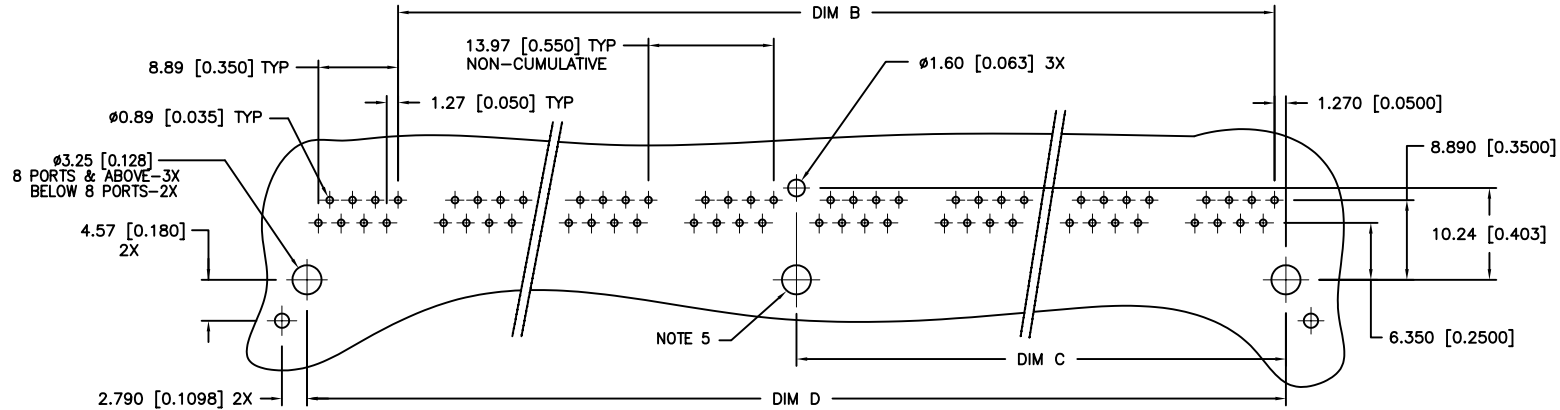 DIM B
13.97 [0.550] TYP
NON-CUMULATIVE
8.89 [0.350] TYP
ø1.60 [0.063] 3X
1.27 [0.050] TYP
1.270 [0.0500]
ø0.89 [0.035] TYP
8.890 [0.3500]
ø3.25 [0.128]
8 PORTS & ABOVE-3X
BELOW 8 PORTS-2X
4.57 [0.180]
2X
10.24 [0.403]
NOTE 5
6.350 [0.2500]
DIM C
2.790 [0.1098] 2X
DIM D